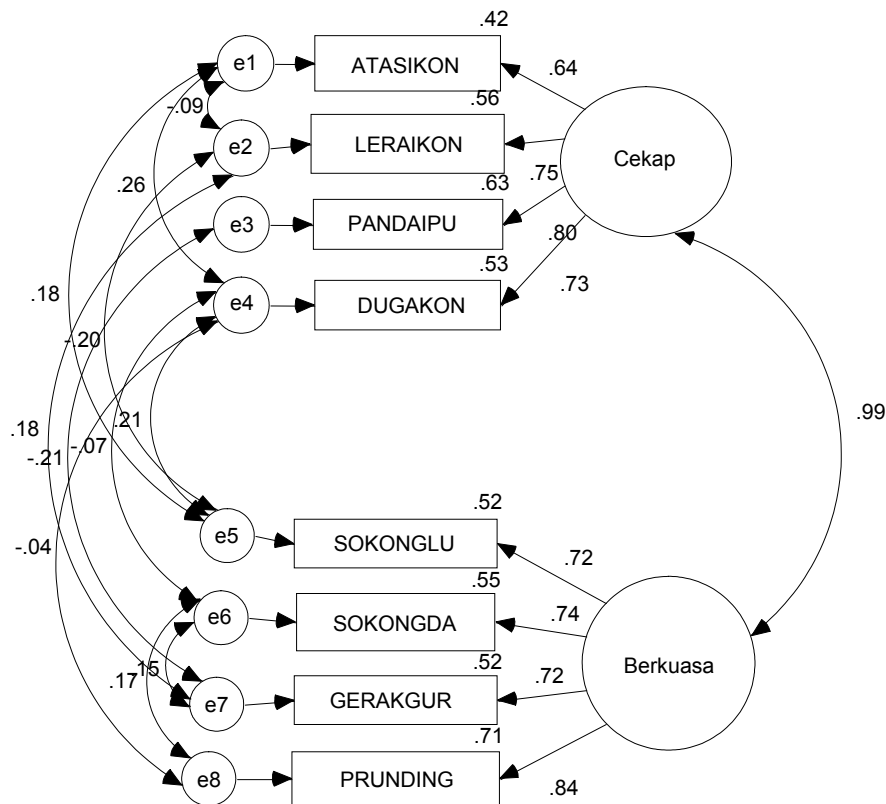 .42
e1
ATASIKON
.64
-.09
.56
e2
LERAIKON
Cekap
.75
.63
.26
e3
PANDAIPU
.80
.53
e4
DUGAKON
.73
.18
-.20
.99
.21
.18
-.07
-.21
.52
e5
SOKONGLU
-.04
.72
.55
e6
SOKONGDA
.74
.52
Berkuasa
.15
.17
.72
e7
GERAKGUR
.71
e8
PRUNDING
.84